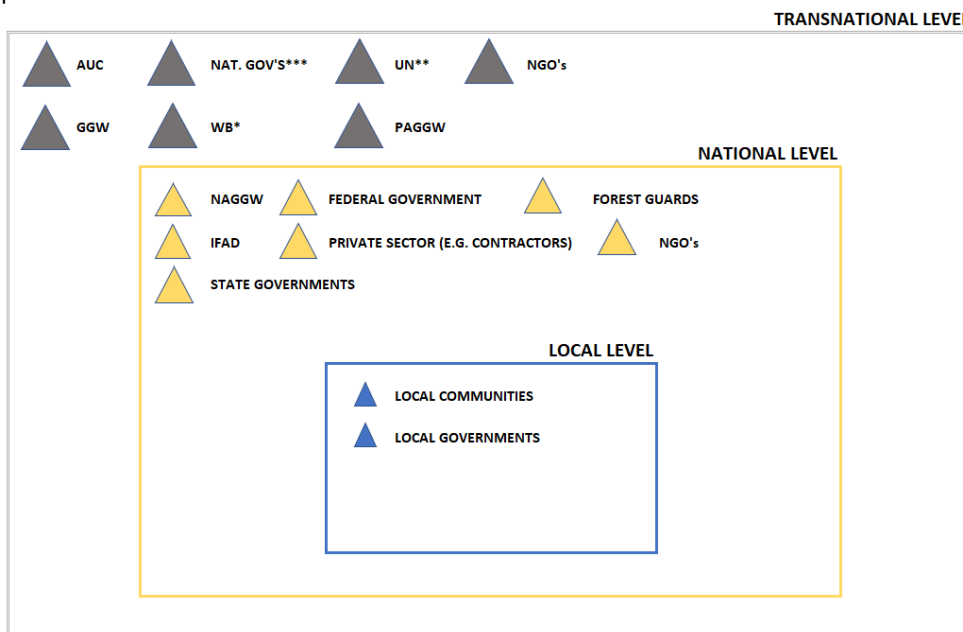 TRANSNATIONAL LEVEL
AUC NAT. GOV'S*** UN** NGO's
GGW WB* PAGGW
NATIONAL LEVEL
NAGGW FEDERAL GOVERNMENT FOREST GUARDS
IFAD PRIVATE SECTOR (E.G. CONTRACTORS) NGO's
STATE GOVERNMENTS
LOCAL LEVEL
LOCAL COMMUNITIES
LOCAL GOVERNMENTS